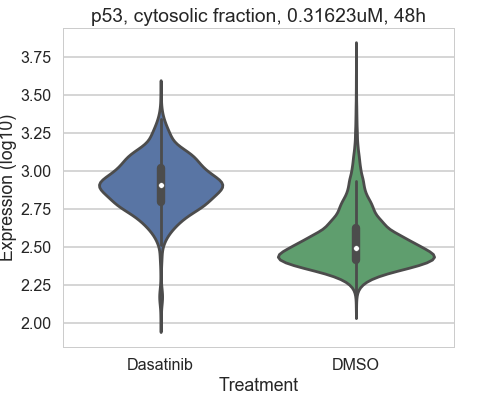 p53, cytosolic fraction, 0.31623uM, 48h
Expression (log10)
3.75
3.50
3.25
3.00
2.75
2.50
2.25
2.00
Dasatinib
DMSO
Treatment